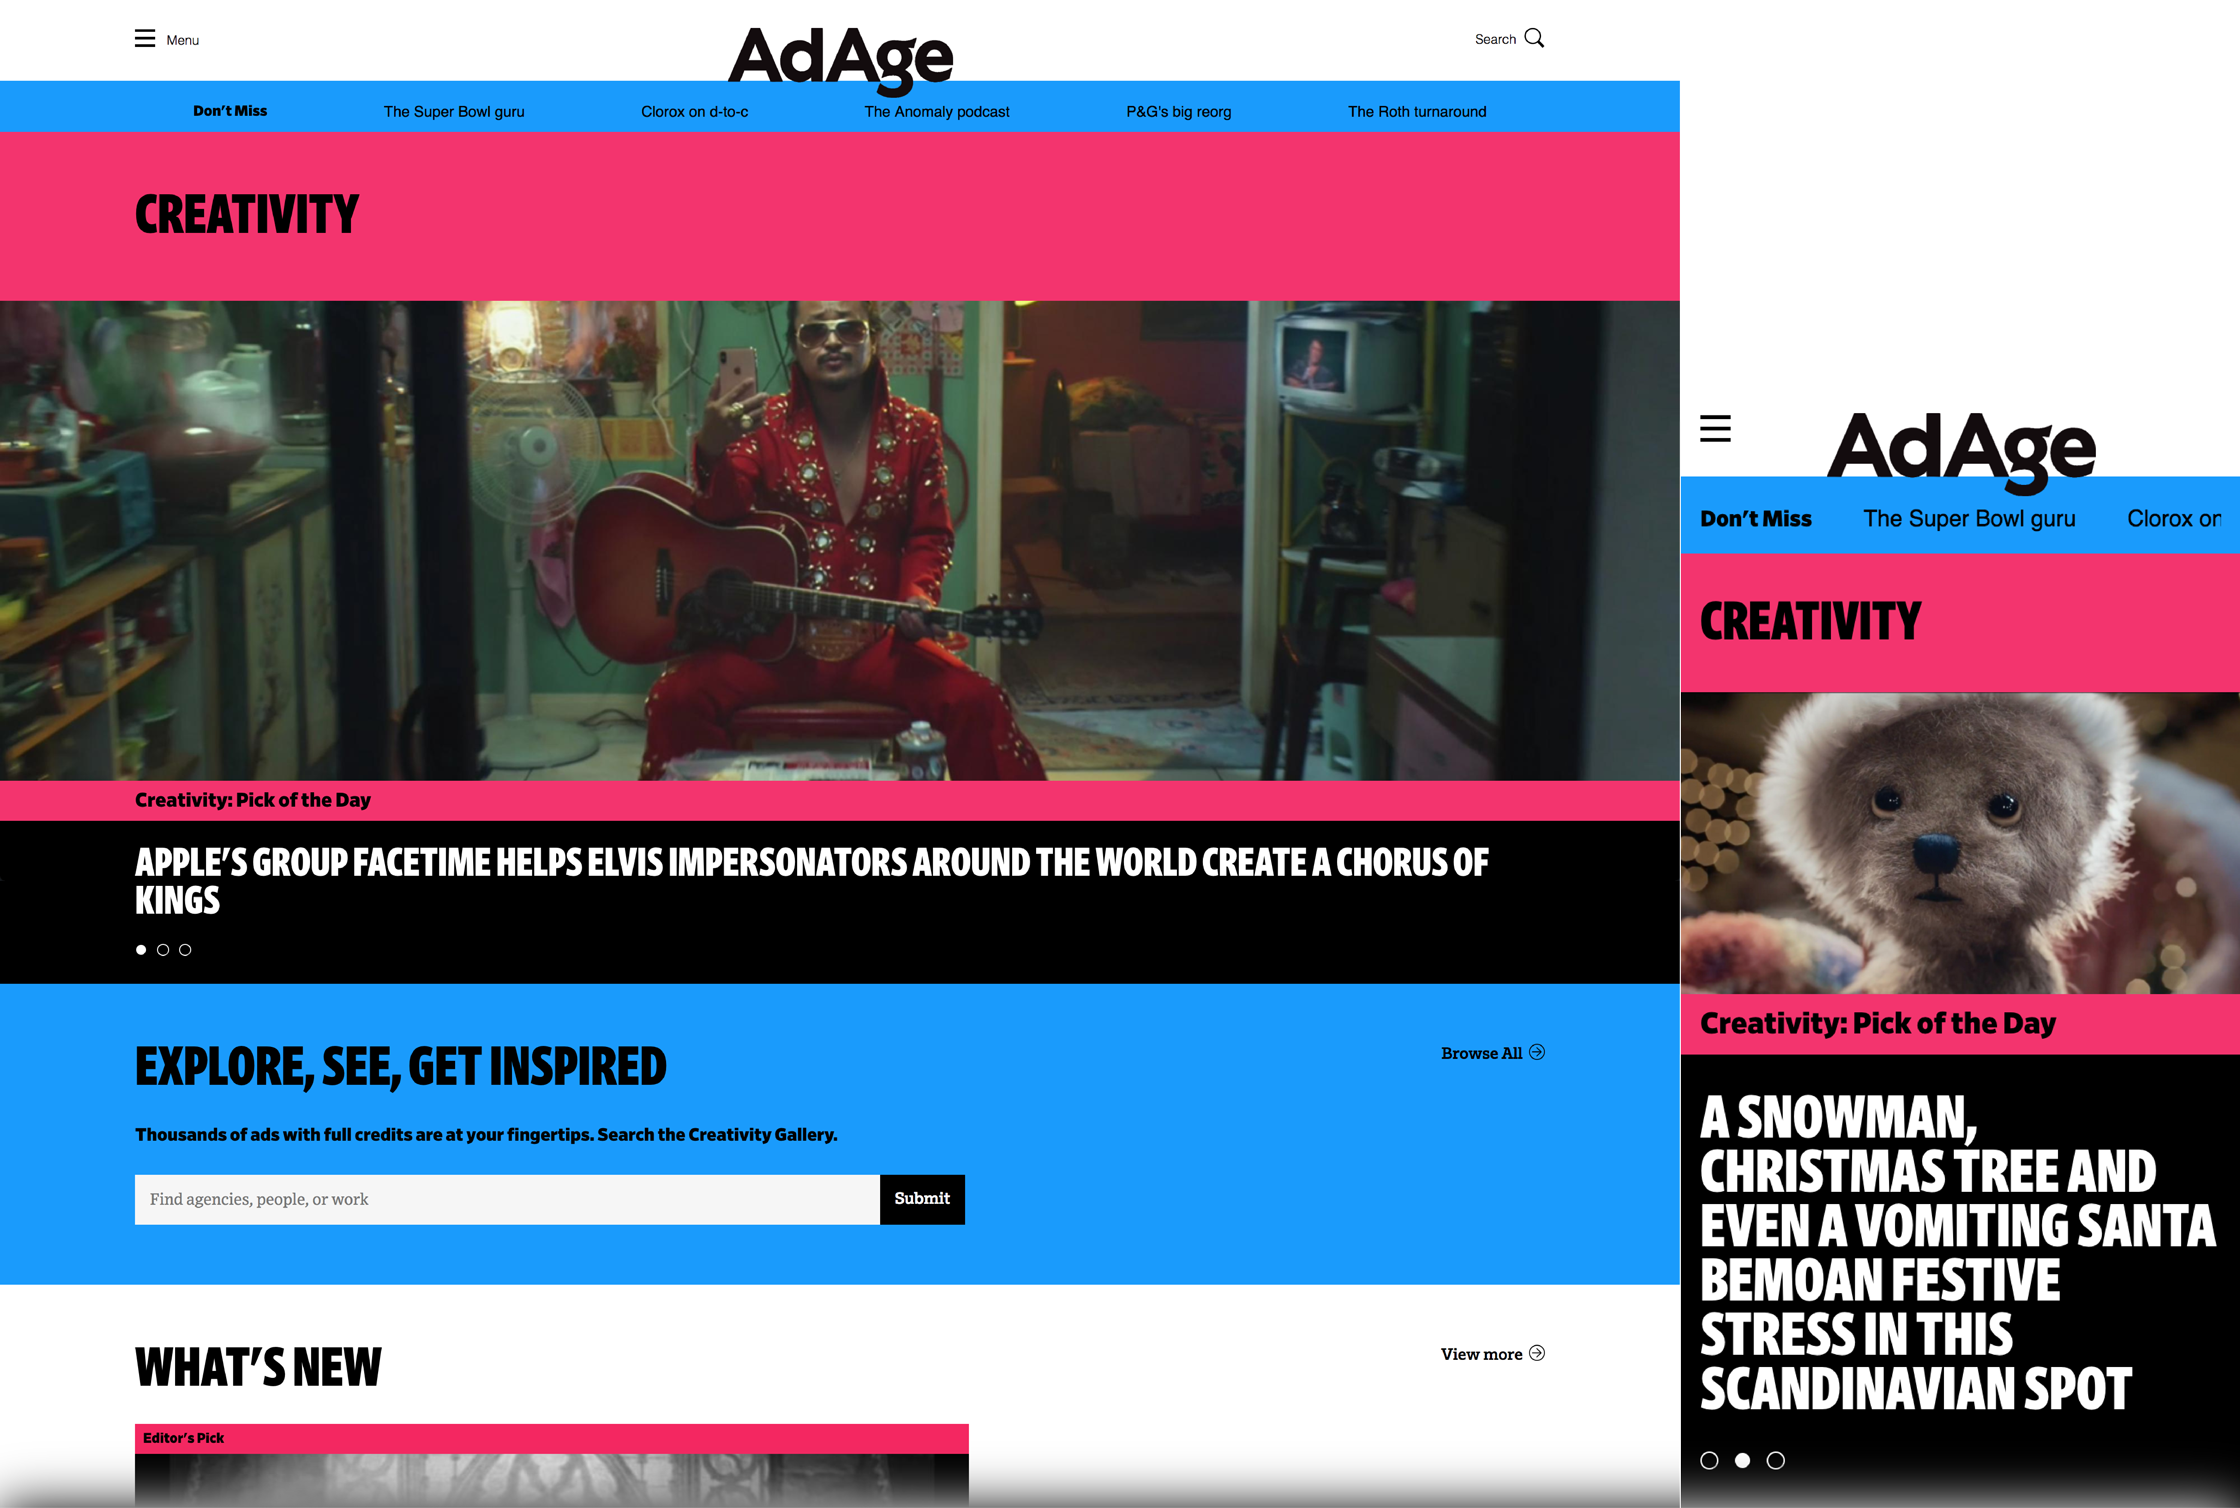 Menu
AdAge
Search
Don't Miss
The Super Bowl guru
Clorox on d-to-c
The Anomaly podcast
P&G's big reorg
The Roth turnaround
CREATIVITY
Creativity: Pick of the Day
APPLE'S GROUP FACETIME HELPS ELVIS IMPERSONATORS AROUND THE WORLD CREATE A CHORUS OF
KINGS
EXPLORE, SEE, GET INSPIRED
Browse All
Thousands of ads with full credits are at your fingertips. Search the Creativity Gallery.
Find agencies, people, or work
Submit
WHAT'S NEW
View more
Editor's Pick
AdAge
Don't Miss
The Super Bowl guru
Clorox on
CREATIVITY
Creativity: Pick of the Day
A SNOWMAN,
CHRISTMAS TREE AND
EVEN A VOMITING SANTA
BEMOAN FESTIVE
STRESS IN THIS
SCANDINAVIAN SPOT